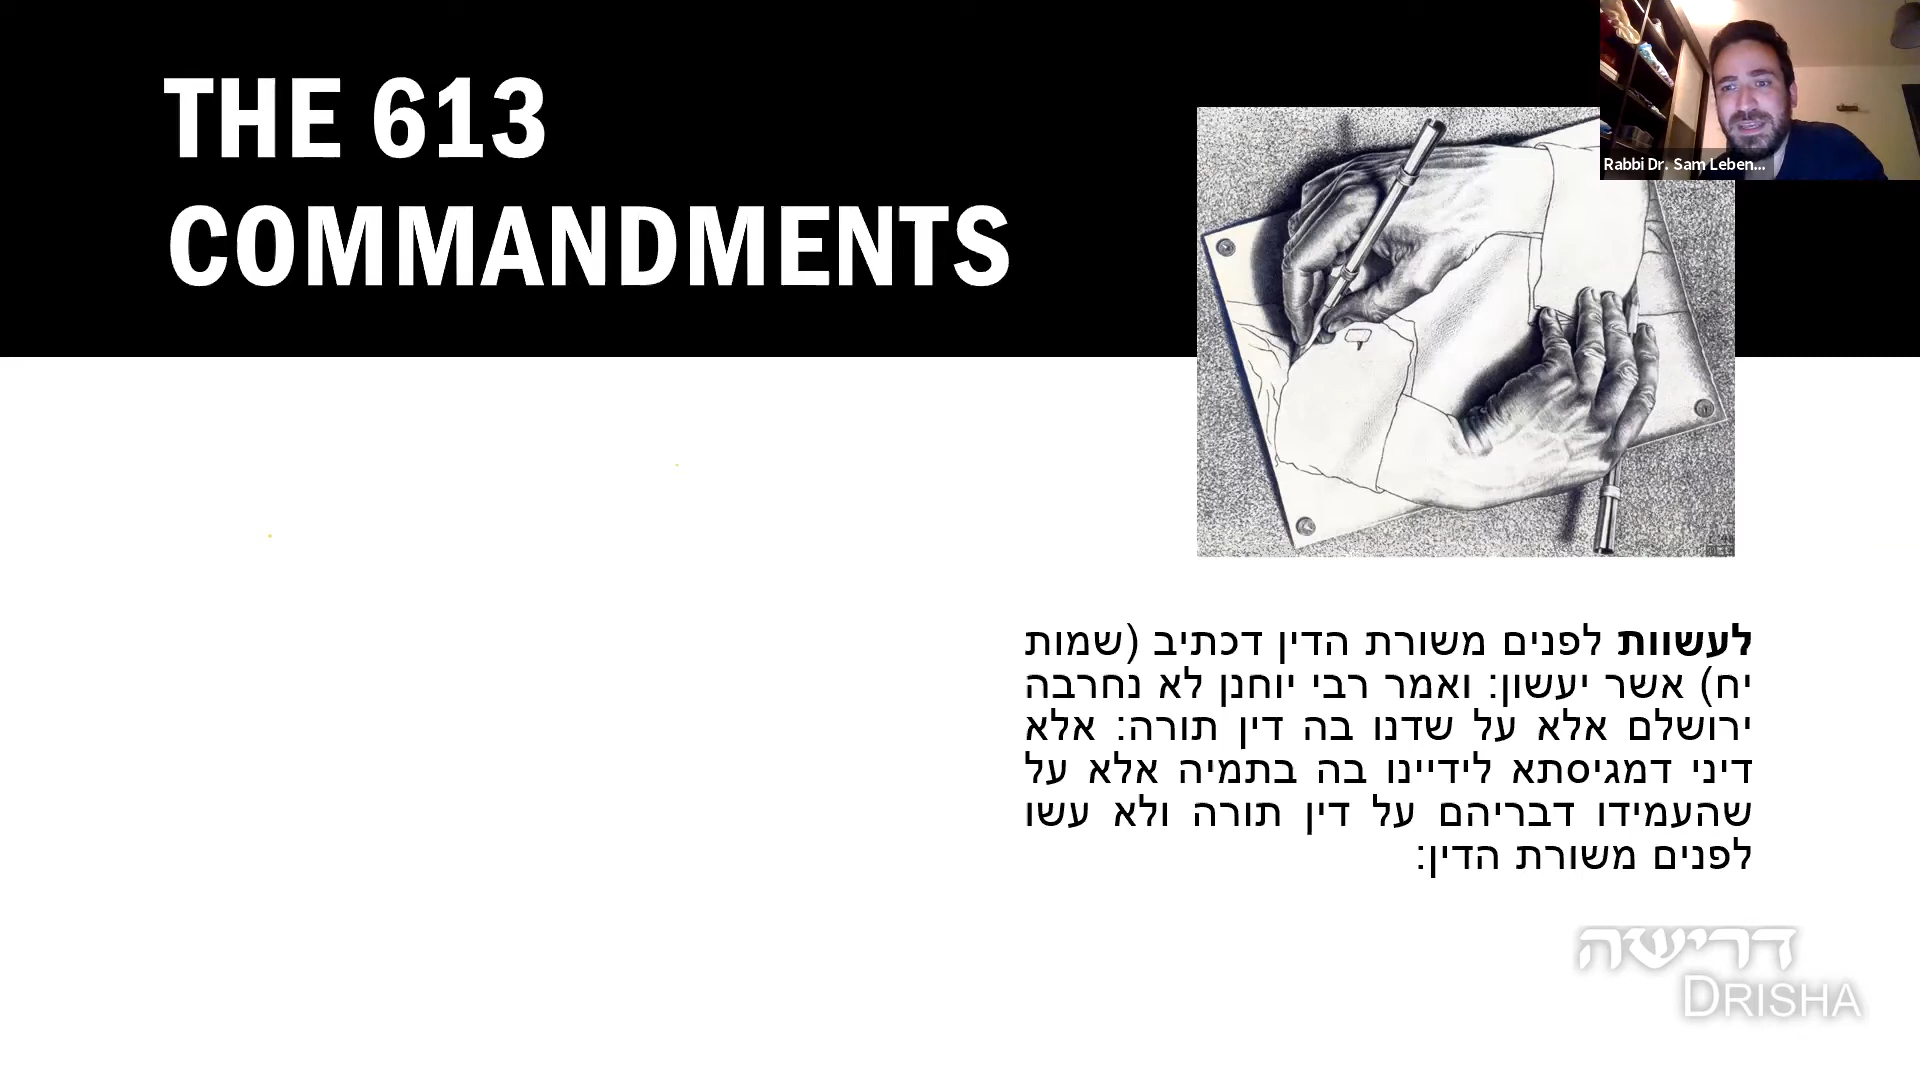 THE 613
COMMANDMENTS
Rabbi Dr. Sam Leben...
לעשוות לפנים משורת הדין דכתיב (שמות
יח) אשר יעשון: ואמר רבי יוחנן לא נחרבה
ירושלם אלא על שדנו בה דין תורה: אלא
דיני דמגיסתא לידיינו בה בתמיה אלא על
שהעמידו דבריהם על דין תורה ולא עשו
לפנים משורת הדין:
דרישה
DRISHA